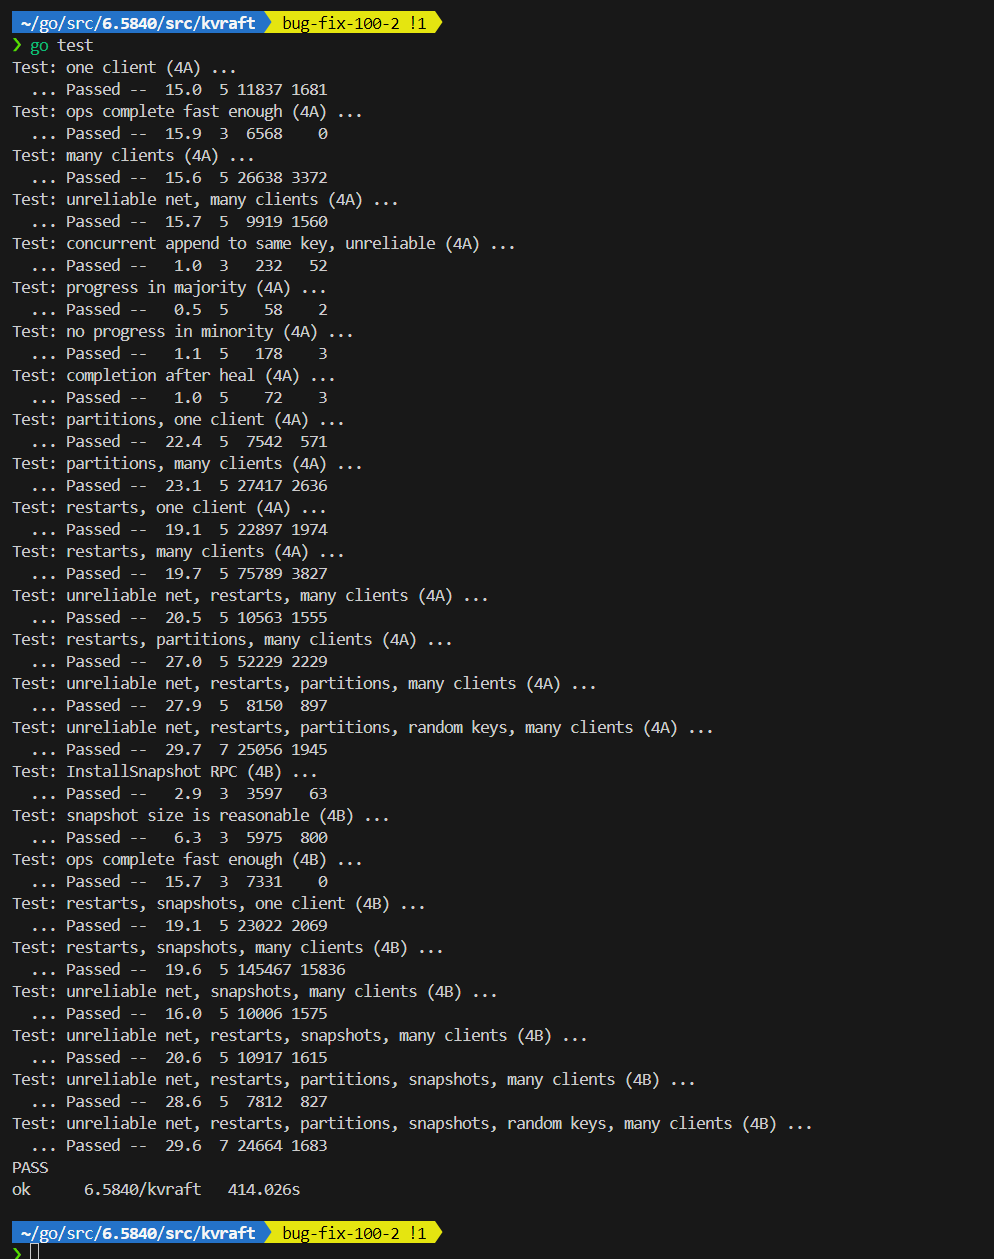 ~/go/src/6.5840/src/kvraft bug-fix-100-2 !1
❯ go test
Test: one client (4A) ...
... Passed -- 15.0 5 11837 1681
Test: ops complete fast enough (4A) ...
... Passed -- 15.9 3 6568 0
Test: many clients (4A) ...
... Passed -- 15.6 5 26638 3372
Test: unreliable net, many clients (4A) ...
... Passed -- 15.7 5 9919 1560
Test: concurrent append to same key, unreliable (4A) ...
... Passed -- 1.0 3 232 52
Test: progress in majority (4A) ...
... Passed -- 0.5 5 58 2
Test: no progress in minority (4A) ...
... Passed -- 1.1 5 178 3
Test: completion after heal (4A) ...
... Passed -- 1.0 5 72 3
Test: partitions, one client (4A) ...
... Passed -- 22.4 5 7542 571
Test: partitions, many clients (4A) ...
... Passed -- 23.1 5 27417 2636
Test: restarts, one client (4A) ...
... Passed -- 19.1 5 22897 1974
Test: restarts, many clients (4A) ...
... Passed -- 19.7 5 75789 3827
Test: unreliable net, restarts, many clients (4A) ...
... Passed -- 20.5 5 10563 1555
Test: restarts, partitions, many clients (4A) ...
... Passed -- 27.0 5 52229 2229
Test: unreliable net, restarts, partitions, many clients (4A) ...
... Passed -- 27.9 5 8150 897
Test: unreliable net, restarts, partitions, random keys, many clients (4A) ...
... Passed -- 29.7 7 25056 1945
Test: InstallSnapshot RPC (4B) ...
... Passed -- 2.9 3 3597 63
Test: snapshot size is reasonable (4B) ...
... Passed -- 6.3 3 5975 800
Test: ops complete fast enough (4B) ...
... Passed -- 15.7 3 7331 0
Test: restarts, snapshots, one client (4B) ...
... Passed -- 19.1 5 23022 2069
Test: restarts, snapshots, many clients (4B) ...
... Passed -- 19.6 5 145467 15836
Test: unreliable net, snapshots, many clients (4B) ...
... Passed -- 16.0 5 10006 1575
Test: unreliable net, restarts, snapshots, many clients (4B) ...
... Passed -- 20.6 5 10917 1615
Test: unreliable net, restarts, partitions, snapshots, many clients (4B) ...
... Passed -- 28.6 5 7812 827
Test: unreliable net, restarts, partitions, snapshots, random keys, many clients (4B) ...
... Passed -- 29.6 7 24664 1683
PASS
ok 6.5840/kvraft 414.026s
~/go/src/6.5840/src/kvraft bug-fix-100-2 !1
❯